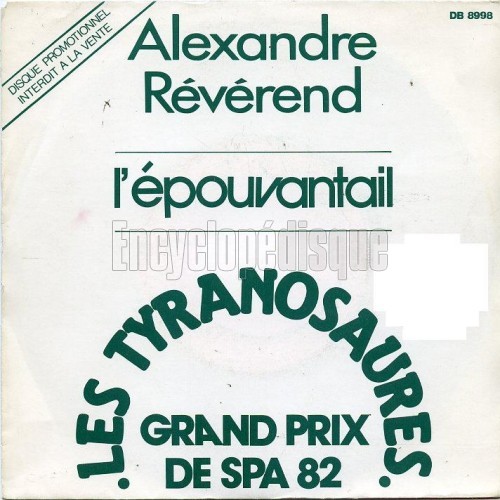 DB 8998
DISQUE PROMOTIONNEL
INTERDIT A LA VENTE
Alexandre
Révérend
l'épouvantail
Encyclopédisque
.LES TYRANOSAURES.
GRAND PRIX
DE SPA 82